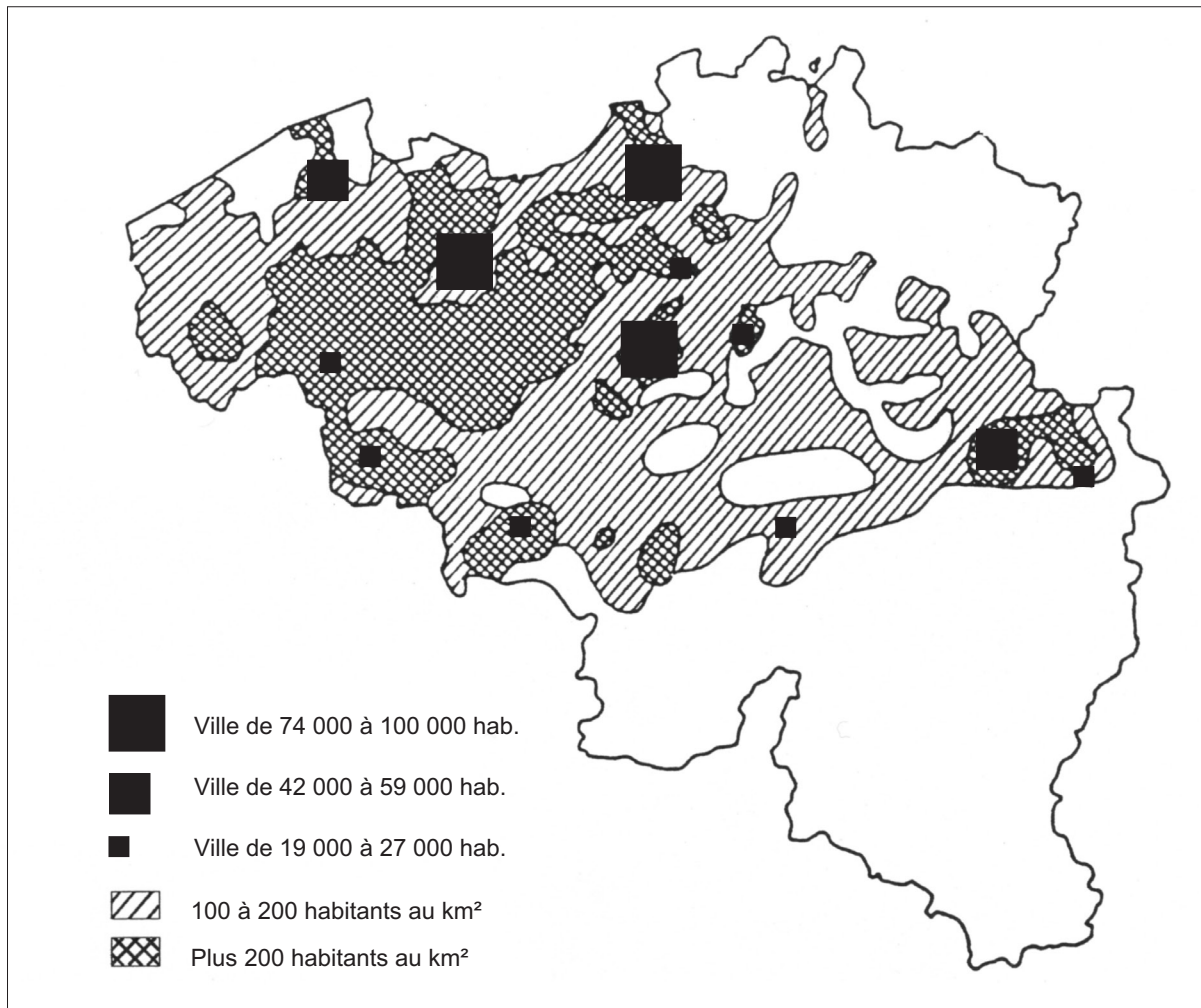 Ville de 74 000 à 100 000 hab.
Ville de 42 000 à 59 000 hab.
Ville de 19 000 à 27 000 hab.
100 à 200 habitants au km²
Plus 200 habitants au km²